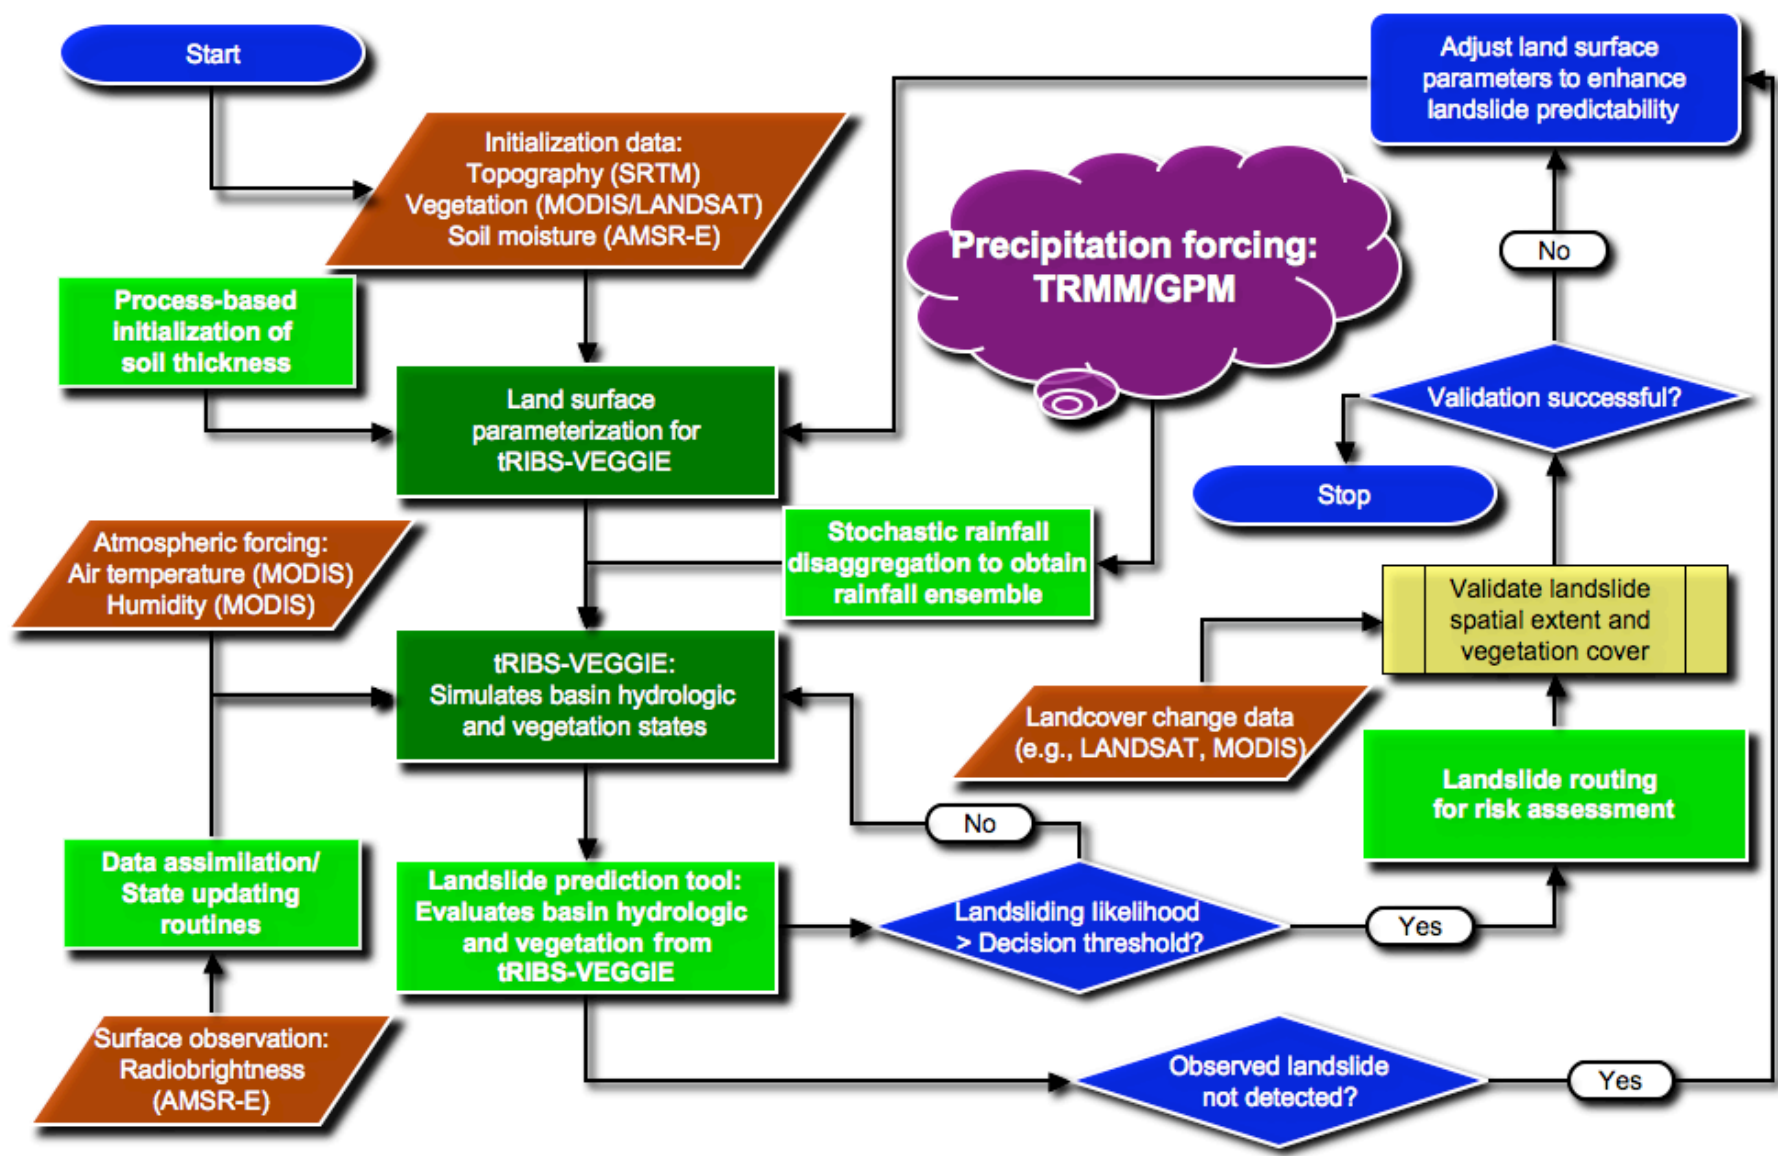 Start
Adjust land surface
parameters to enhance
landslide predictability
Initialization data:
Topography (SRTM)
Vegetation (MODIS/LANDSAT)
Soil moisture (AMSR-E)
Precipitation forcing:
TRMM/GPM
No
Process-based
initialization of
soil thickness
Land surface
parameterization for
tRIBS-VEGGIE
Validation successful?
Stop
Atmospheric forcing:
Air temperature (MODIS)
Humidity (MODIS)
Stochastic rainfall
disaggregation to obtain
rainfall ensemble
Validate landslide
spatial extent and
vegetation cover
tRIBS-VEGGIE:
Simulates basin hydrologic
and vegetation states
Landcover change data
(e.g., LANDSAT, MODIS)
Landslide routing
for risk assessment
No
Data assimilation/
State updating
routines
Landslide prediction tool:
Evaluates basin hydrologic
and vegetation from
tRIBS-VEGGIE
Landsliding likelihood
> Decision threshold?
Yes
Surface observation:
Radiobrightness
(AMSR-E)
Observed landslide
not detected?
Yes